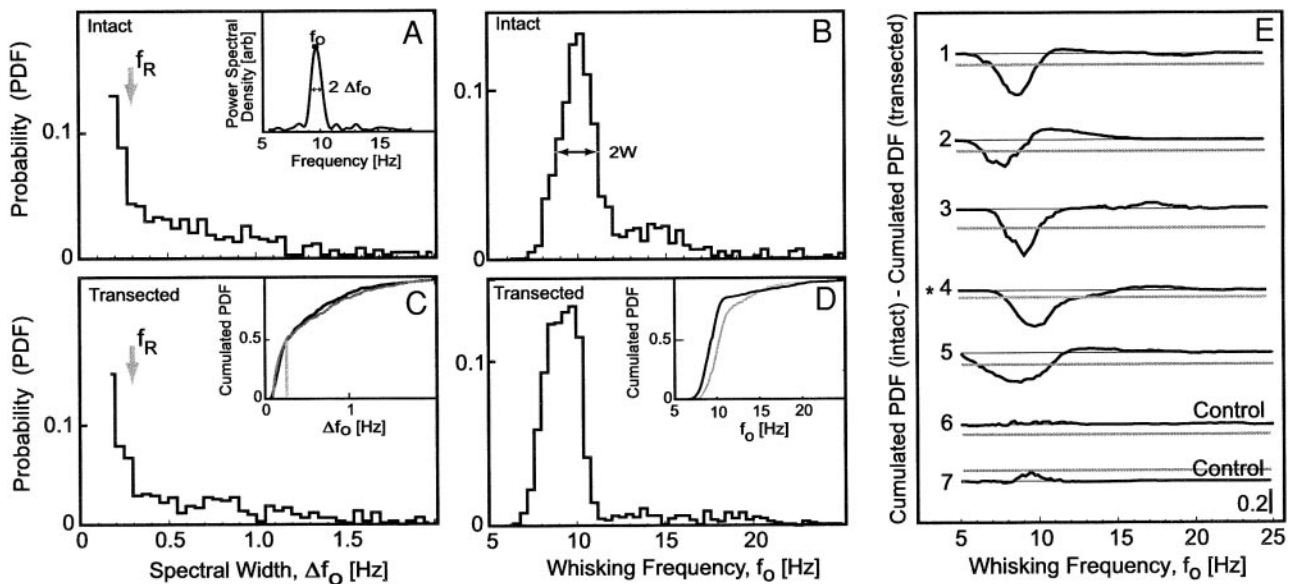 Probability (PDF)
Intact
A
f_R
0.1
0
Power Spectral
Density [arb]
f_O
2 Δf_O
5 10 15
Frequency [Hz]
Intact
B
0.1
0
2W
Probability (PDF)
Transected
C
f_R
0.1
0
Cumulated PDF
0.5
0
0 1
Δf_O [Hz]
0 0.5 1.0 1.5
Spectral Width, Δf_O [Hz]
Transected
D
0.1
0
Cumulated PDF
0.5
0
5 10 15 25
f_O [Hz]
5 10 15 20
Whisking Frequency, f_O [Hz]
E
Cumulated PDF (intact) - Cumulated PDF (transected)
1
2
3
* 4
5
6 Control
7 Control
0.2
5 10 15 20 25
Whisking Frequency, f_O [Hz]